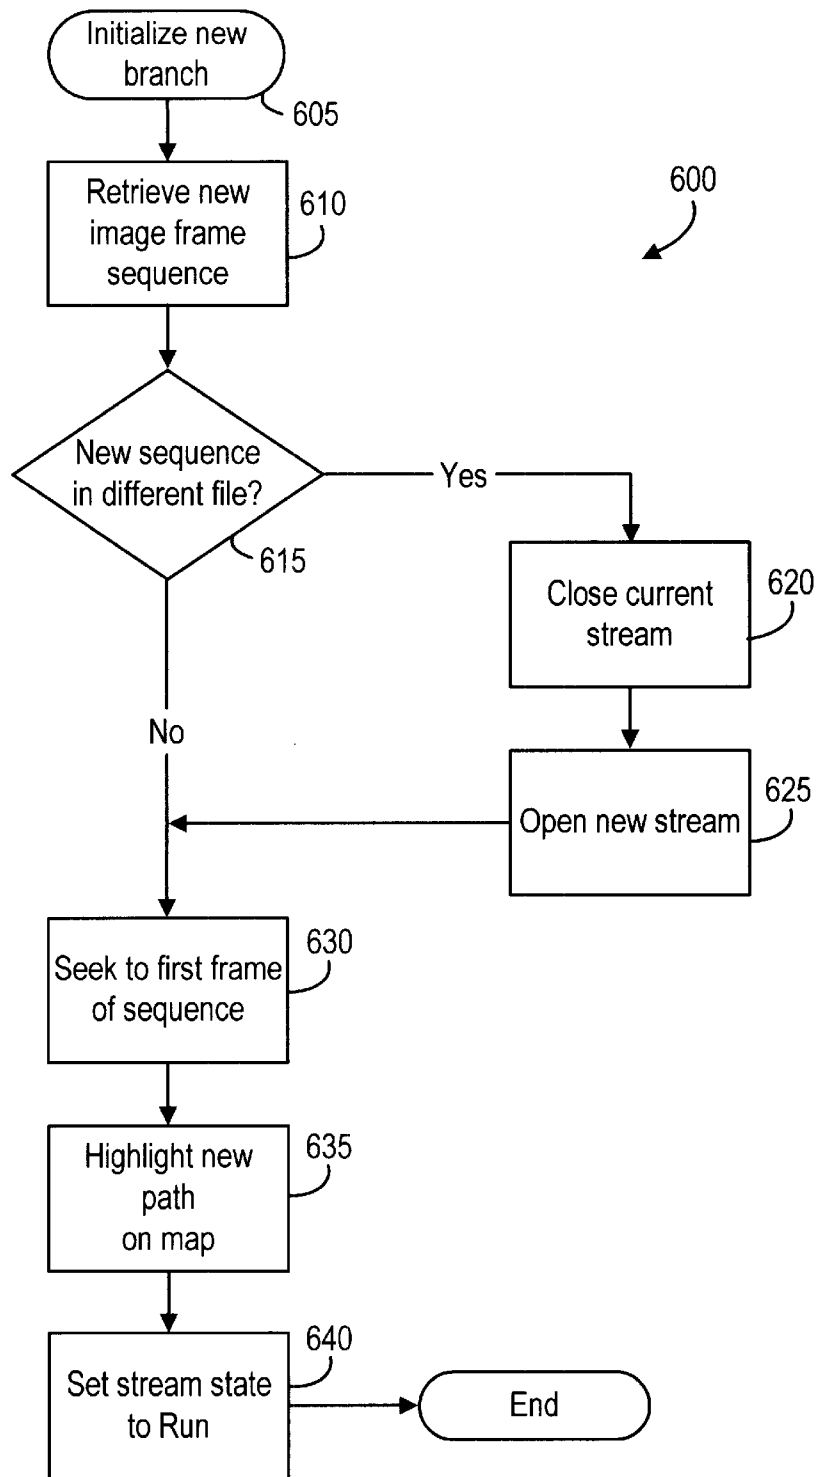 Initialize new
branch
605
Retrieve new
image frame
sequence
610
600
New sequence
in different file?
615
Yes
Close current
stream
620
No
Open new stream
625
Seek to first frame
of sequence
630
Highlight new
path
on map
635
Set stream state
to Run
640
End